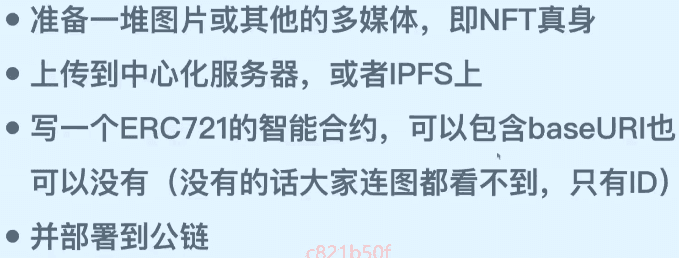 • 准备一堆图片或其他的多媒体，即NFT真身
• 上传到中心化服务器，或者IPFS上
• 写一个ERC721的智能合约，可以包含baseURI也
可以没有（没有的话大家连图都看不到，只有ID）
• 并部署到公链
c821b50f